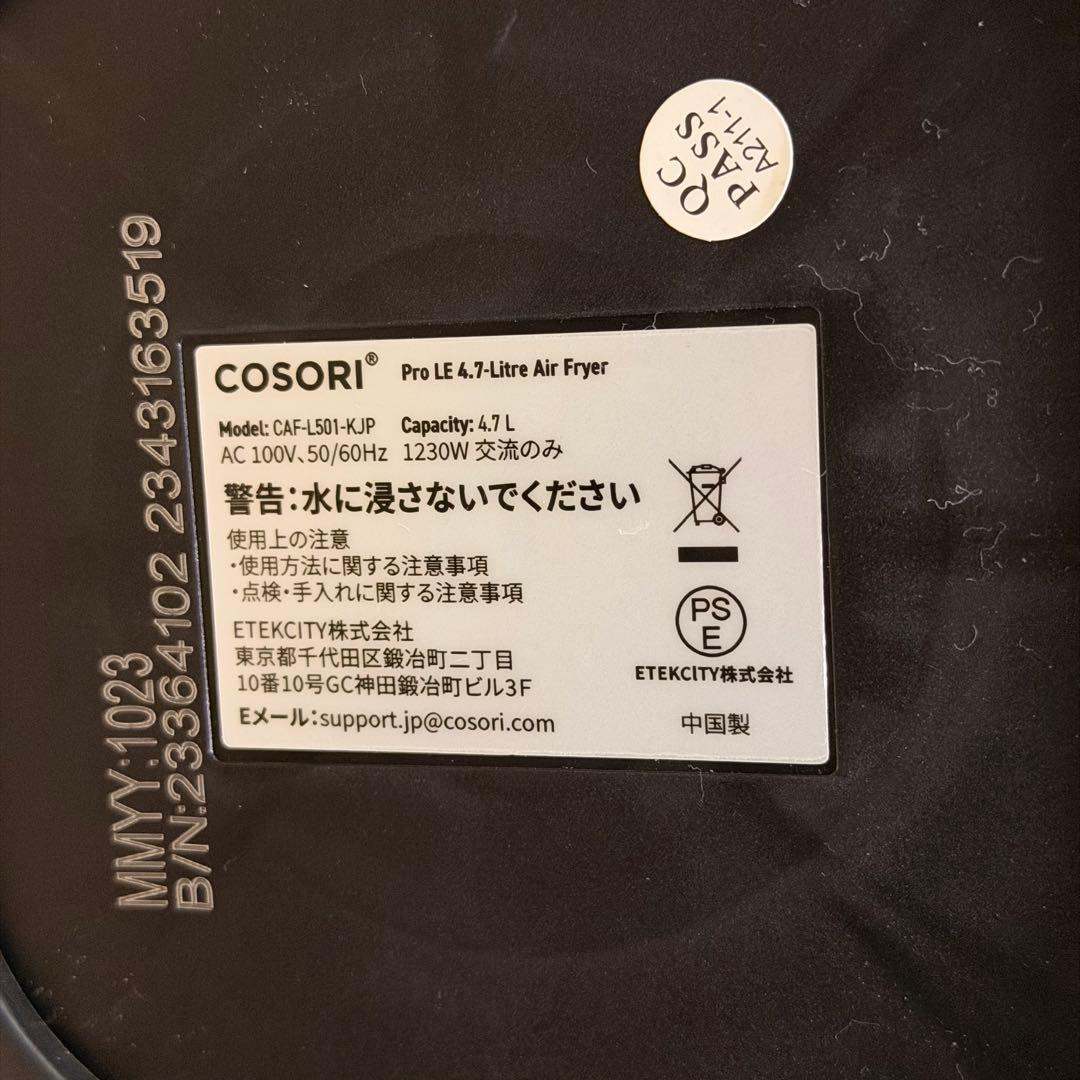 QC
PASS
A211-1
COSORI® Pro LE 4.7-Litre Air Fryer
Model: CAF-L501-KJP Capacity: 4.7 L
AC 100V、50/60Hz 1230W 交流のみ
警告：水に浸さないでください
使用上の注意
・使用方法に関する注意事項
・点検・手入れに関する注意事項
ETEKCITY株式会社
東京都千代田区鍛冶町二丁目
10番10号GC神田鍛冶町ビル3F
Eメール：support.jp@cosori.com
PS
E
ETEKCITY株式会社
中国製
MMYY:1023
B/N:23364102 2343163519